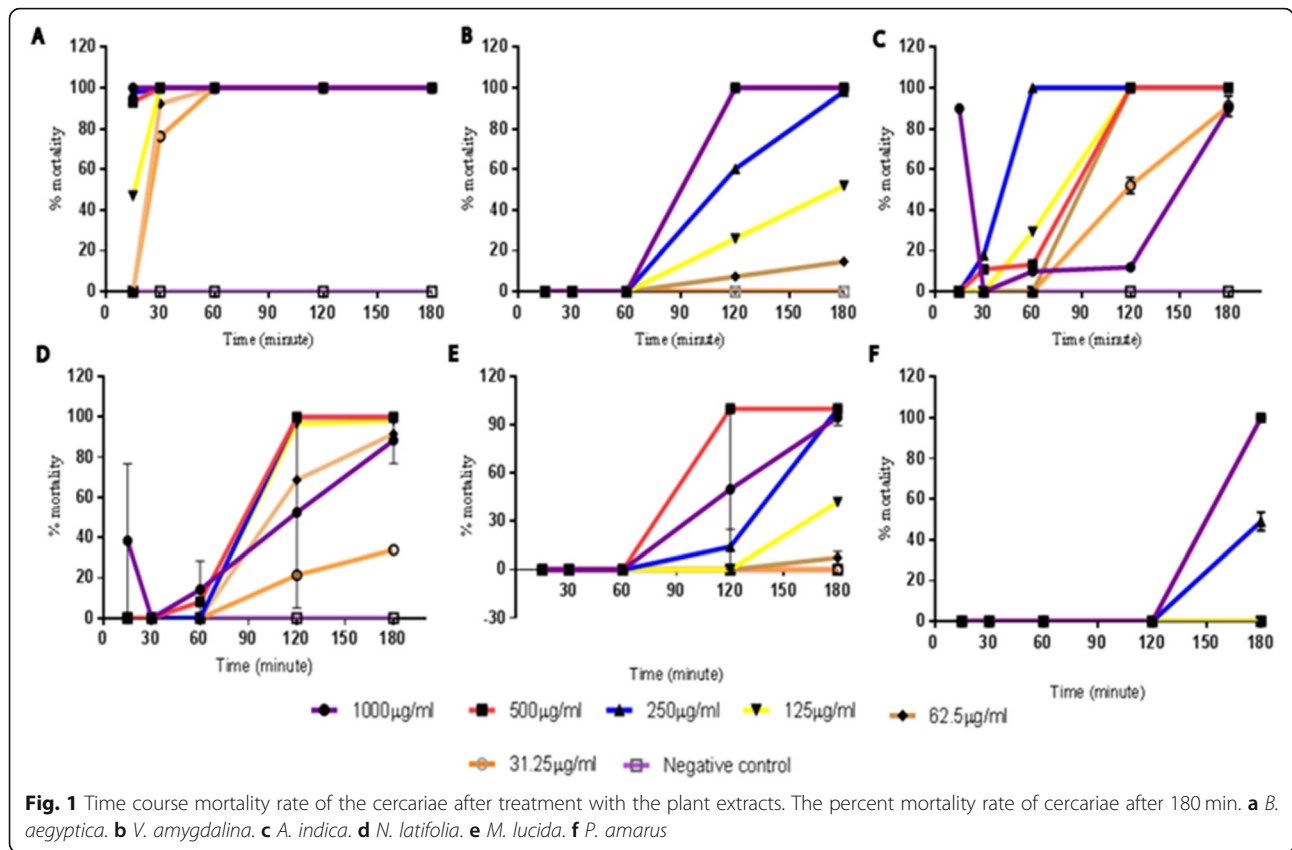 A
B
C
120
100
80
60
40
20
0
% mortality
0 30 60 90 120 150 180
Time (minute)
120
100
80
60
40
20
0
% mortality
0 30 60 90 120 150 180
Time (minute)
120
100
80
60
40
20
0
% mortality
0 30 60 90 120 150 180
Time (minute)
D
E
F
120
100
80
60
40
20
0
% mortality
0 30 60 90 120 150 180
Time (minute)
120
90
60
30
0
-30
% mortality
30 60 90 120 150 180
Time (minute)
120
100
80
60
40
20
0
% mortality
0 30 60 90 120 150 180
Time (minute)
1000µg/ml 500µg/ml 250µg/ml 125µg/ml 62.5µg/ml
31.25µg/ml Negative control
Fig. 1 Time course mortality rate of the cercariae after treatment with the plant extracts. The percent mortality rate of cercariae after 180 min. a B.
aegyptica. b V. amygdalina. c A. indica. d N. latifolia. e M. lucida. f P. amarus